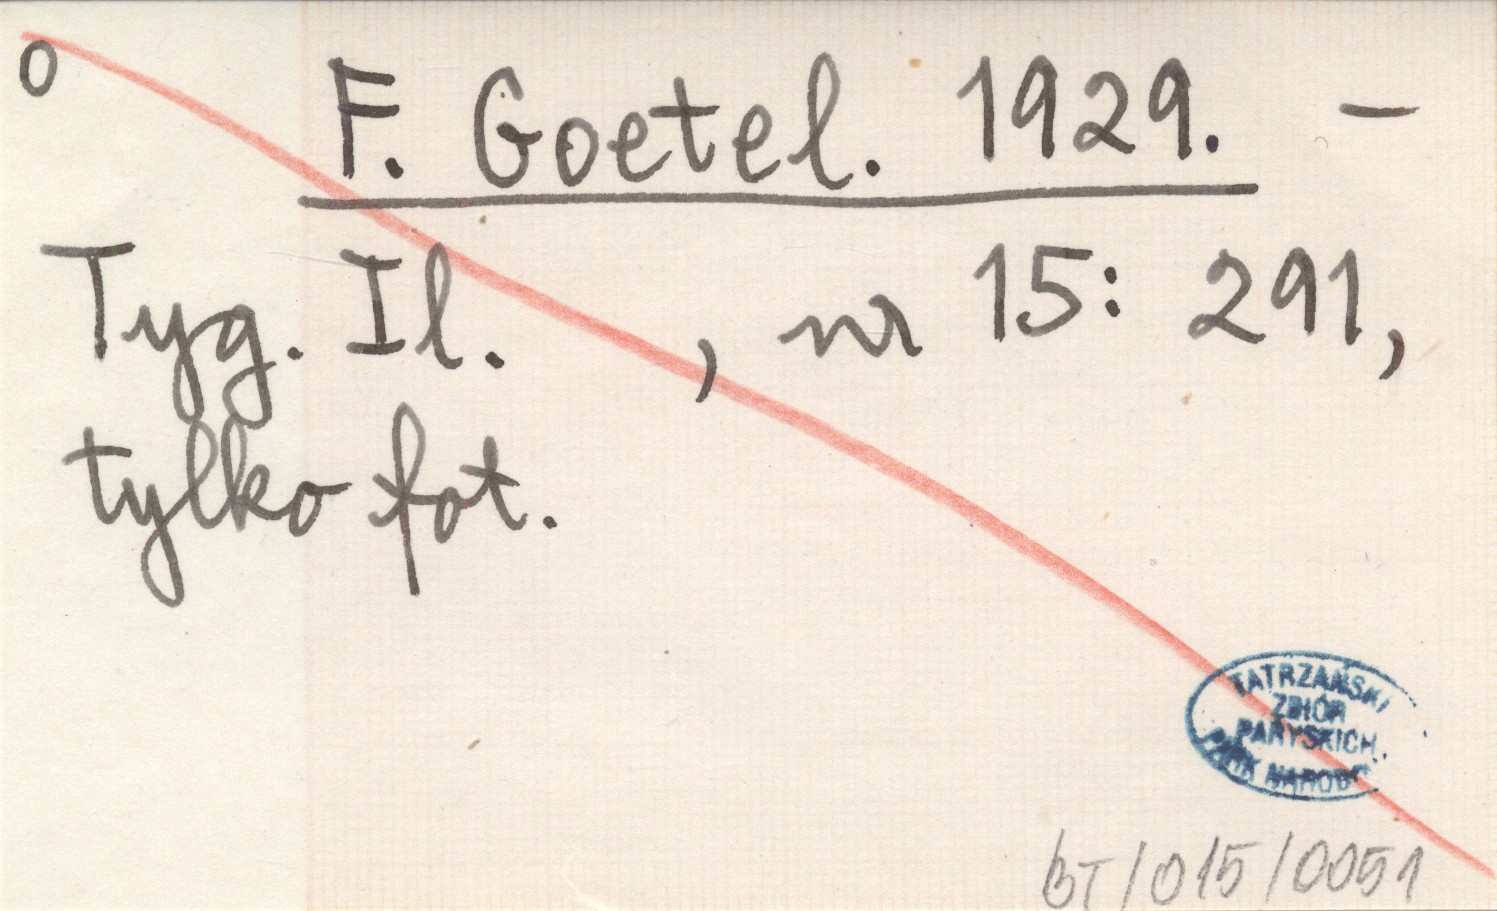 O
F. Goetel. 1929. –
Tyg. Il. , nr 15: 291,
tylko fot.
TATRZAŃSKI
ZBIÓR
PARYSKICH
PARK NARODO
BT/015/0051